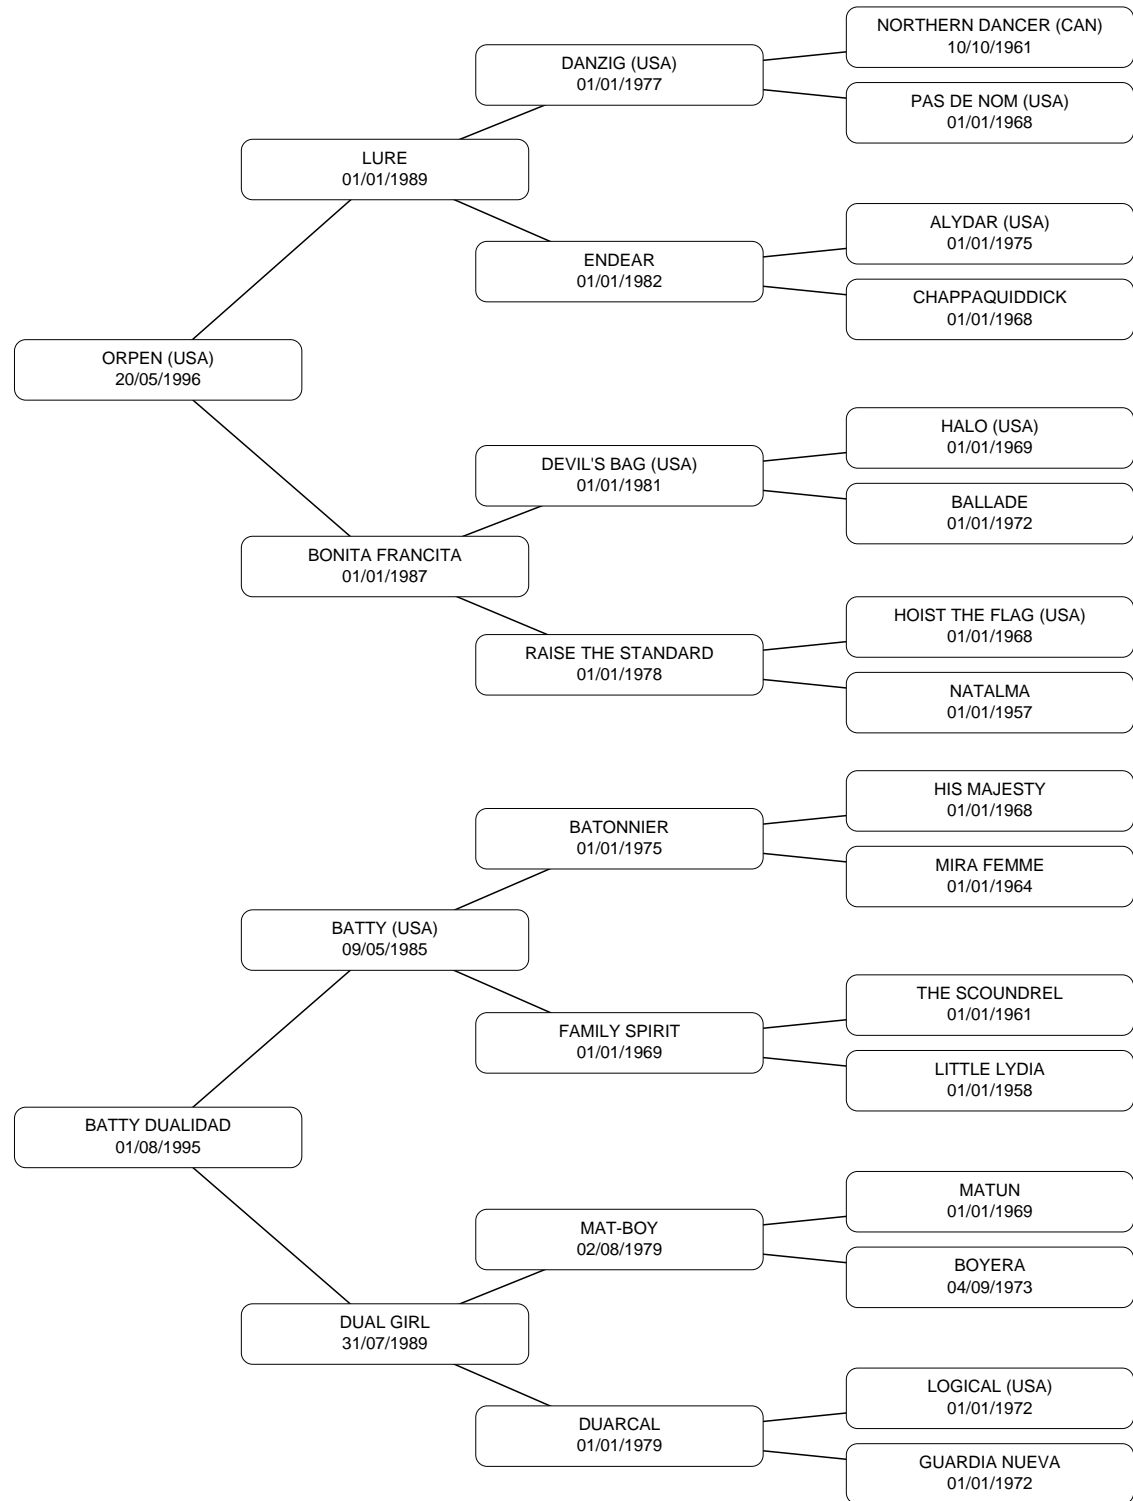 NORTHERN DANCER (CAN)
10/10/1961
DANZIG (USA)
01/01/1977
PAS DE NOM (USA)
01/01/1968
LURE
01/01/1989
ALYDAR (USA)
01/01/1975
ENDEAR
01/01/1982
CHAPPAQUIDDICK
01/01/1968
ORPEN (USA)
20/05/1996
HALO (USA)
01/01/1969
DEVIL'S BAG (USA)
01/01/1981
BALLADE
01/01/1972
BONITA FRANCITA
01/01/1987
HOIST THE FLAG (USA)
01/01/1968
RAISE THE STANDARD
01/01/1978
NATALMA
01/01/1957
HIS MAJESTY
01/01/1968
BATONNIER
01/01/1975
MIRA FEMME
01/01/1964
BATTY (USA)
09/05/1985
THE SCOUNDREL
01/01/1961
FAMILY SPIRIT
01/01/1969
LITTLE LYDIA
01/01/1958
BATTY DUALIDAD
01/08/1995
MATUN
01/01/1969
MAT-BOY
02/08/1979
BOYERA
04/09/1973
DUAL GIRL
31/07/1989
LOGICAL (USA)
01/01/1972
DUARCAL
01/01/1979
GUARDIA NUEVA
01/01/1972